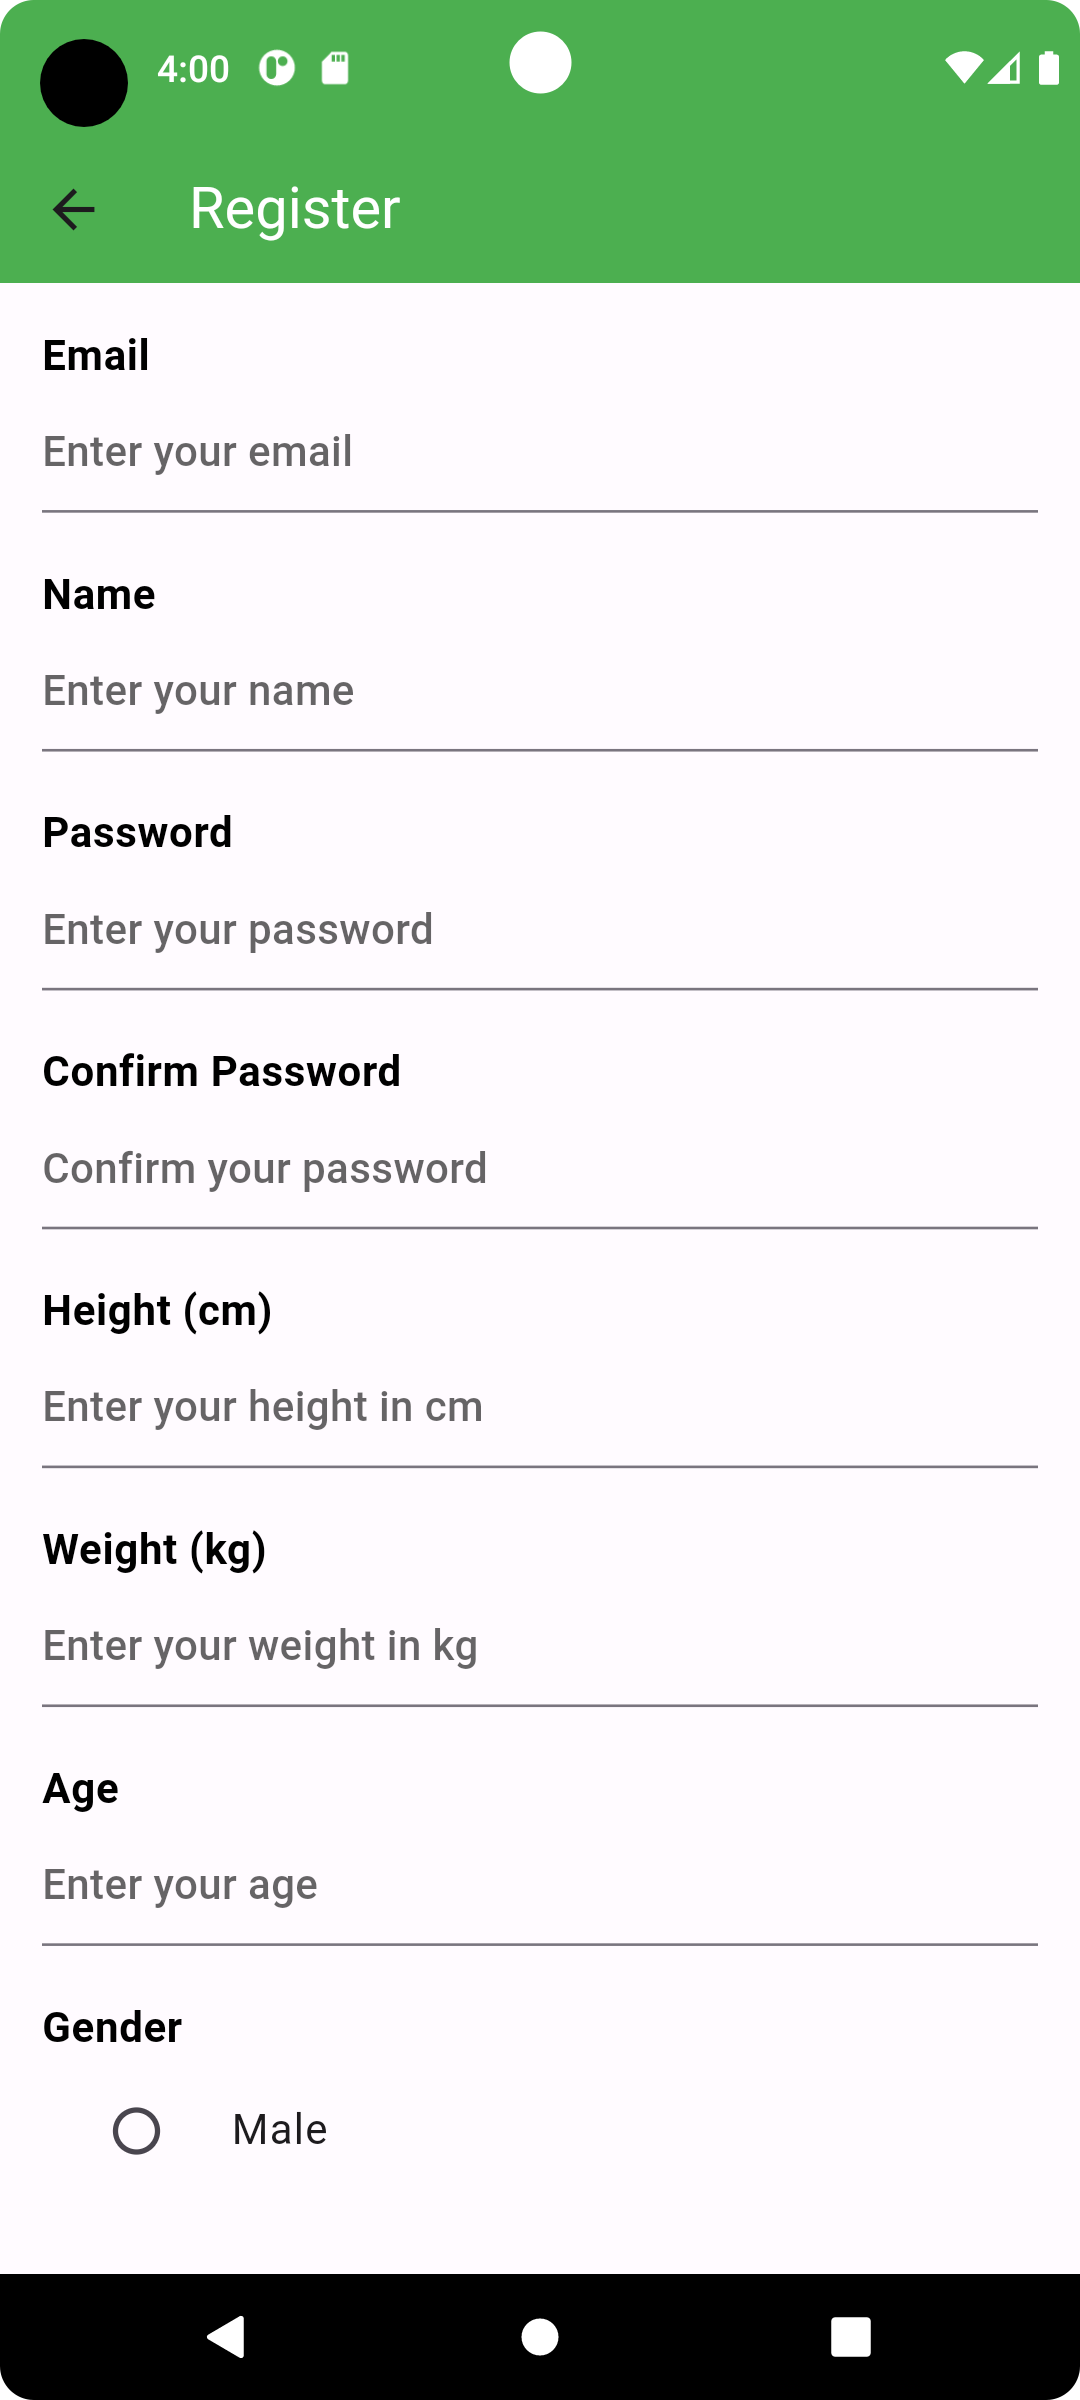 4:00
Register
Email
Enter your email
Name
Enter your name
Password
Enter your password
Confirm Password
Confirm your password
Height (cm)
Enter your height in cm
Weight (kg)
Enter your weight in kg
Age
Enter your age
Gender
Male